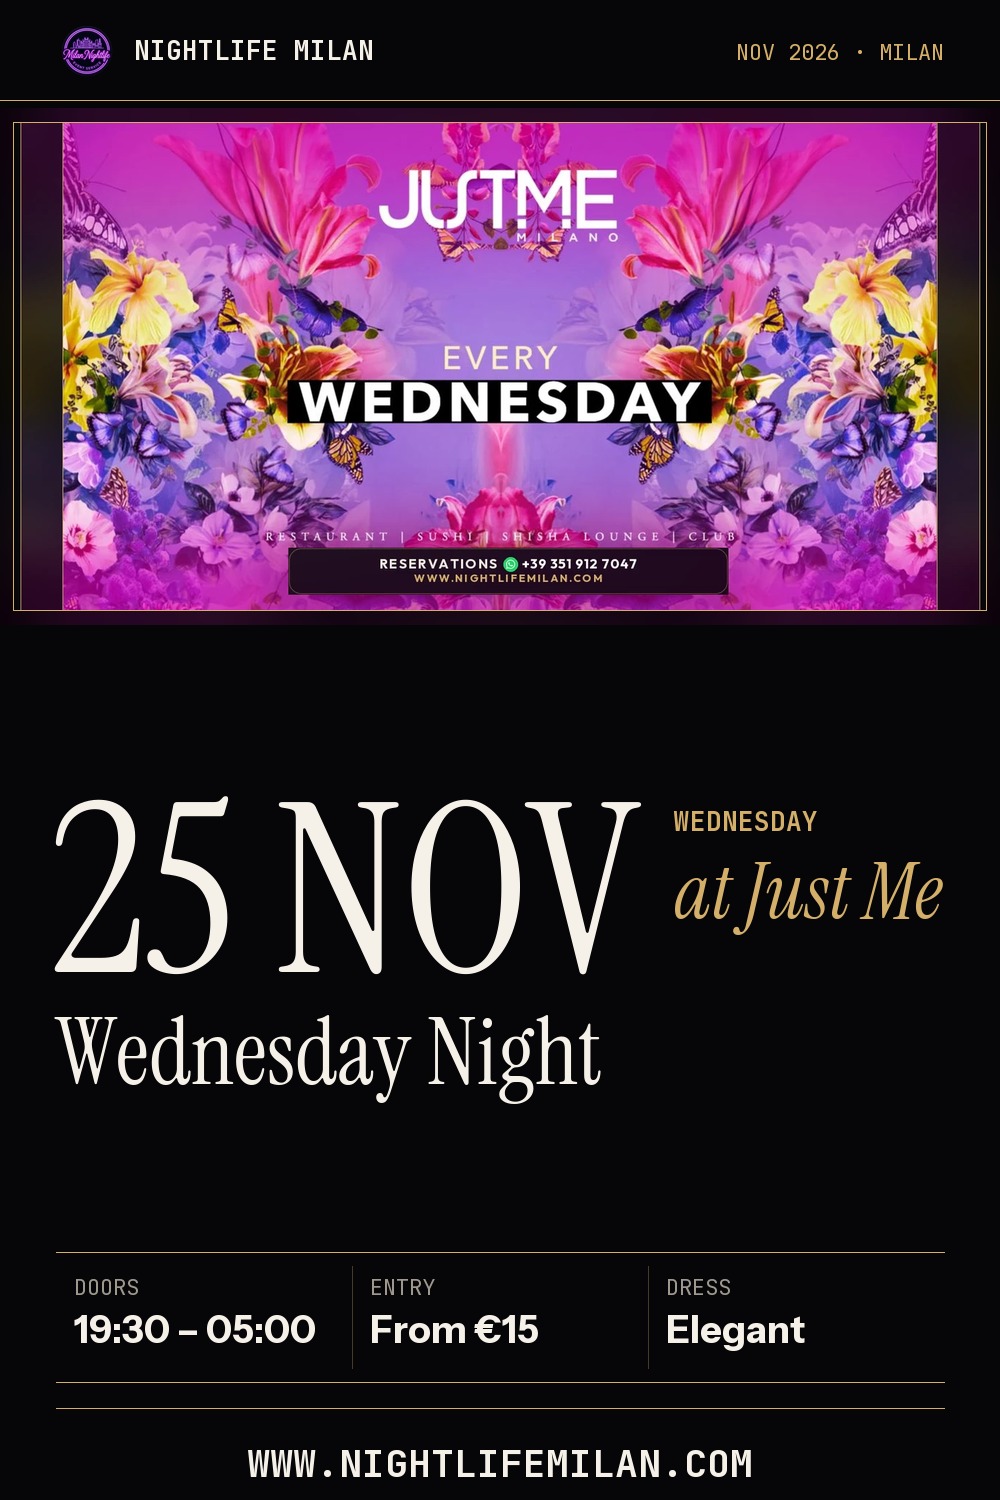 Milan Nightlife
NIGHTLIFE MILAN
NOV 2026 · MILAN
JUSTME
MILANO
EVERY
WEDNESDAY
RESTAURANT | SUSHI | SHISHA LOUNGE | CLUB
RESERVATIONS +39 351 912 7047
WWW.NIGHTLIFEMILAN.COM
25 NOV
WEDNESDAY
at Just Me
Wednesday Night
DOORS
19:30 – 05:00
ENTRY
From €15
DRESS
Elegant
WWW.NIGHTLIFEMILAN.COM